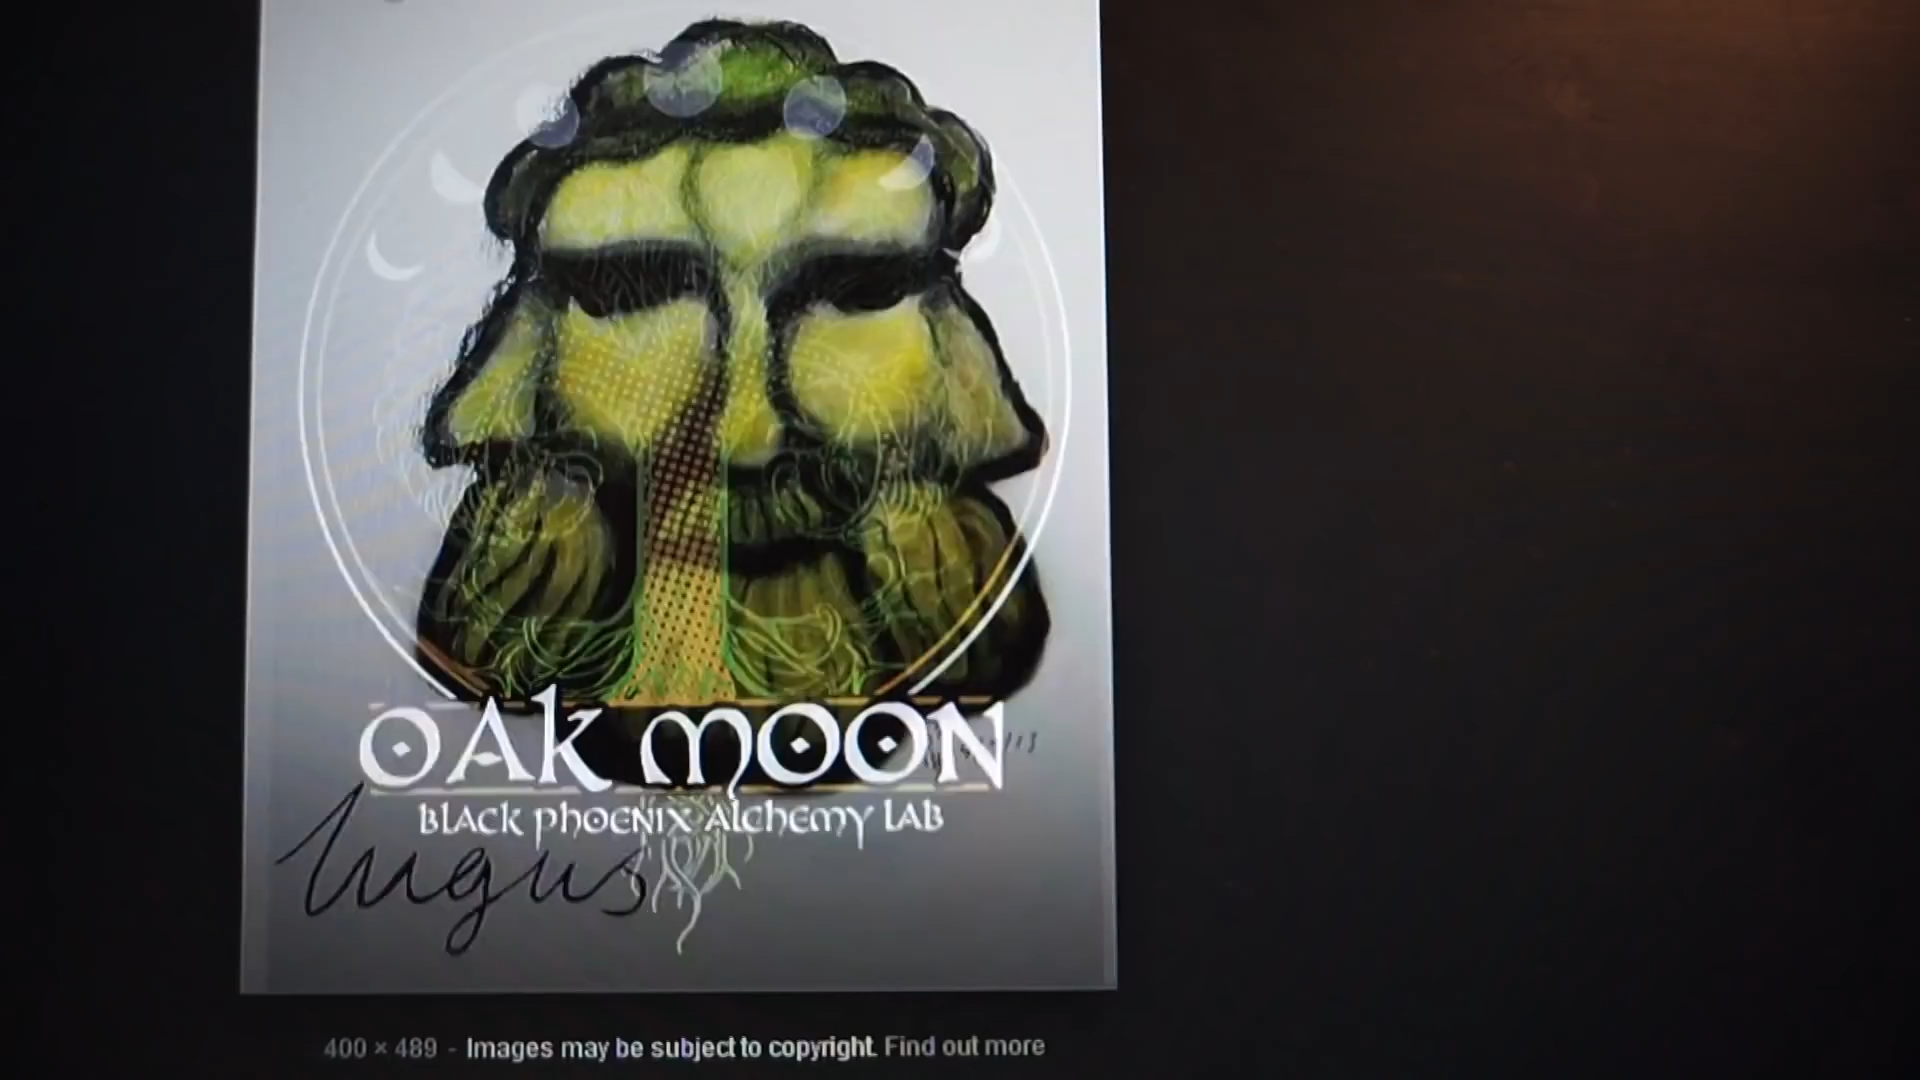 OAK MOON
BLACK PHOENIX ALCHEMY LAB
Lugus
400 × 489 - Images may be subject to copyright. Find out more